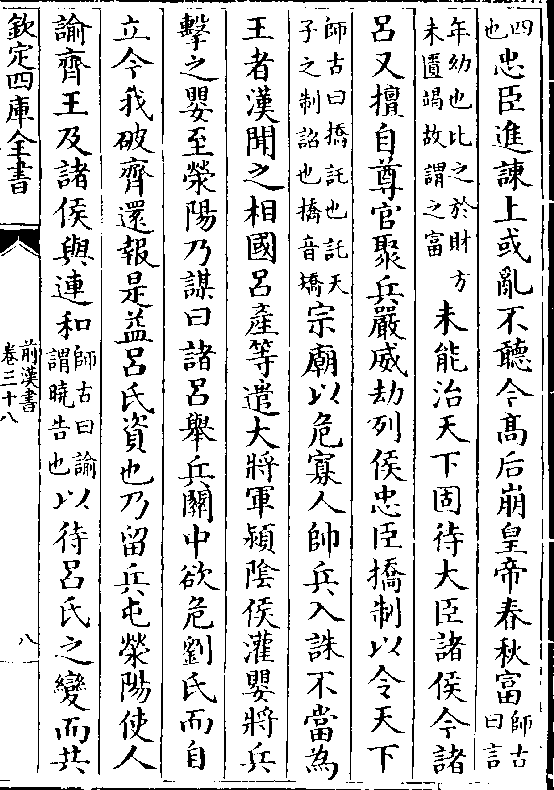 四也忠臣進諫上或亂不聽今髙后崩皇帝春秋富師古曰言
年幼也比之於財方未匱竭故謂之富未能治天下固待大臣諸侯今諸
呂又擅自尊官聚兵嚴威劫列侯忠臣撟制以令天下
師古曰撟託也託天子之制詔也撟音矯宗廟以危寡人帥兵入誅不當為
王者漢聞之相國呂產等遣大將軍潁隂侯灌嬰將兵
擊之嬰至滎陽乃謀曰諸呂舉兵關中欲危劉氏而自
立今我破齊還報是益呂氏資也乃留兵屯滎陽使人
諭齊王及諸侯與連和師古曰諭謂曉告也以待呂氏之變而共
欽定四庫全書 前漢書卷三十八 八